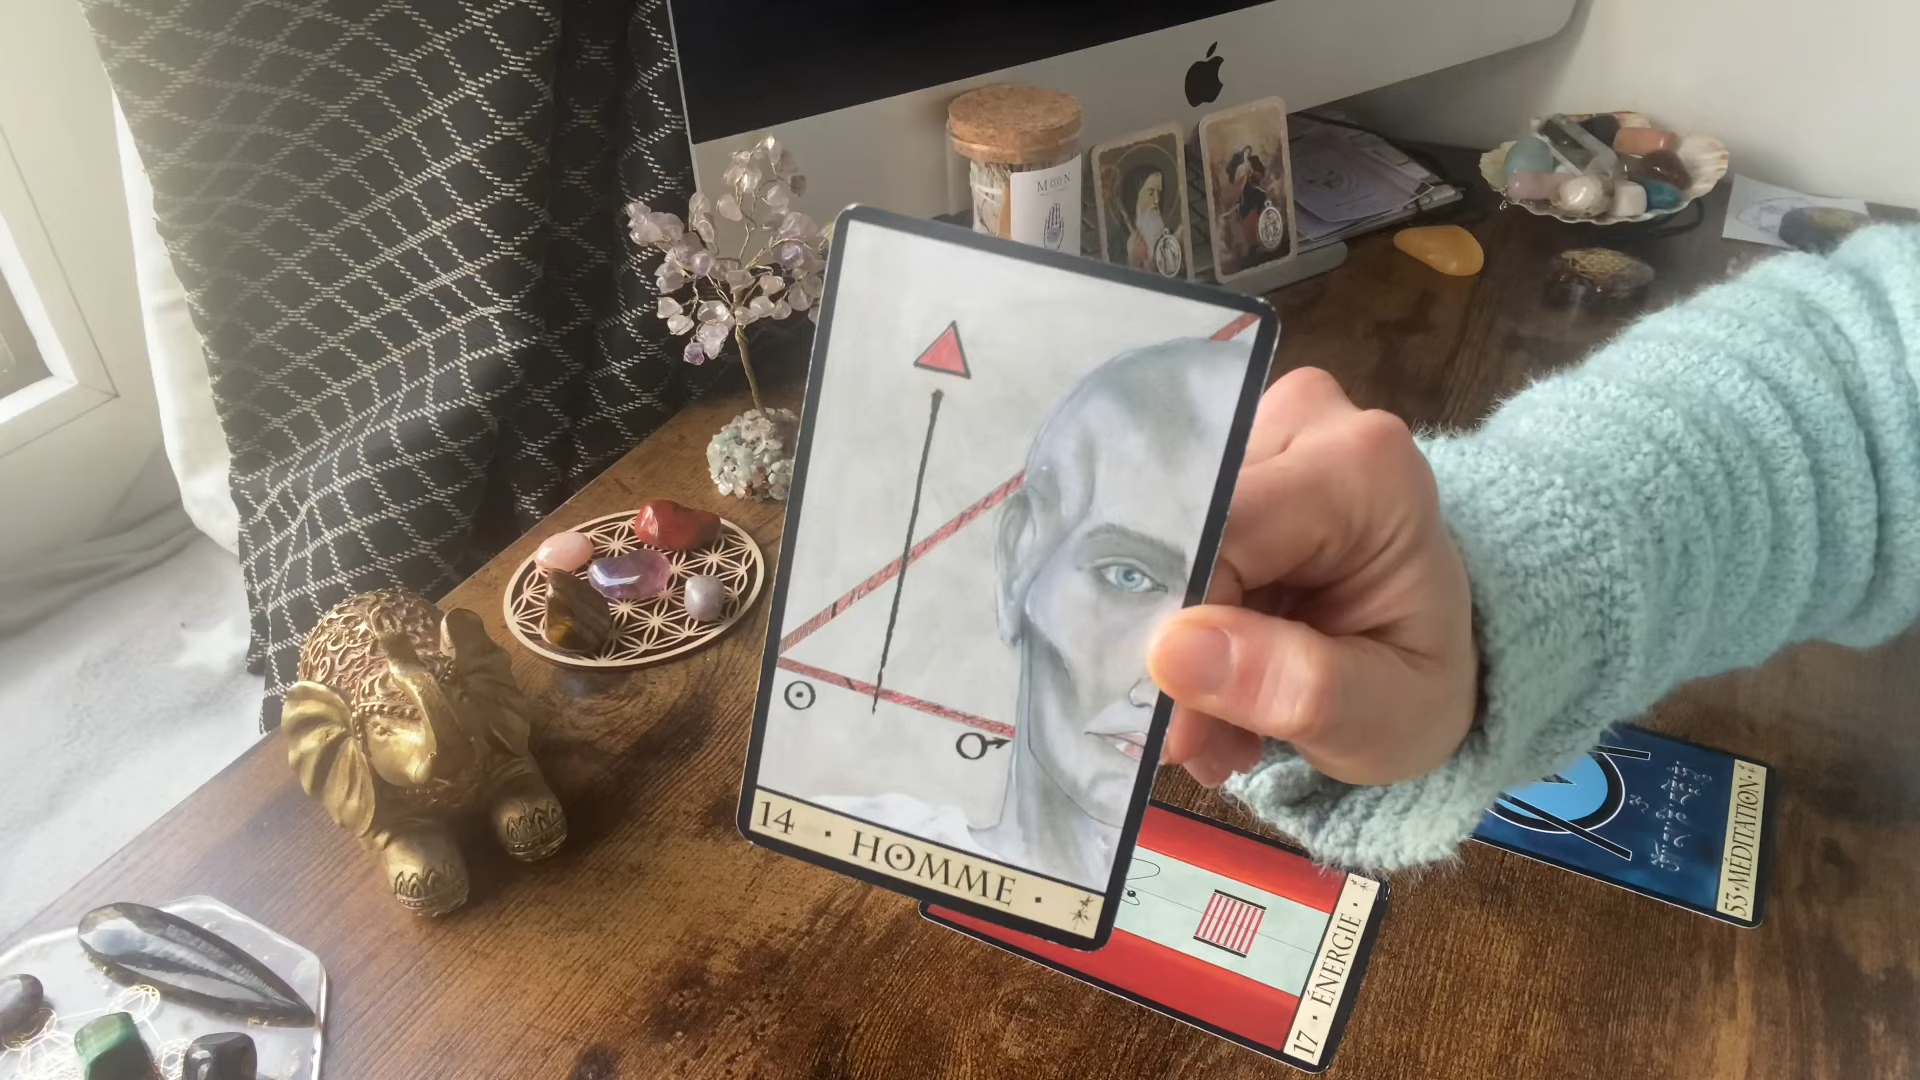 MOON
14 · HOMME ·
17 · ÉNERGIE ·
53 · MÉDITATION ·